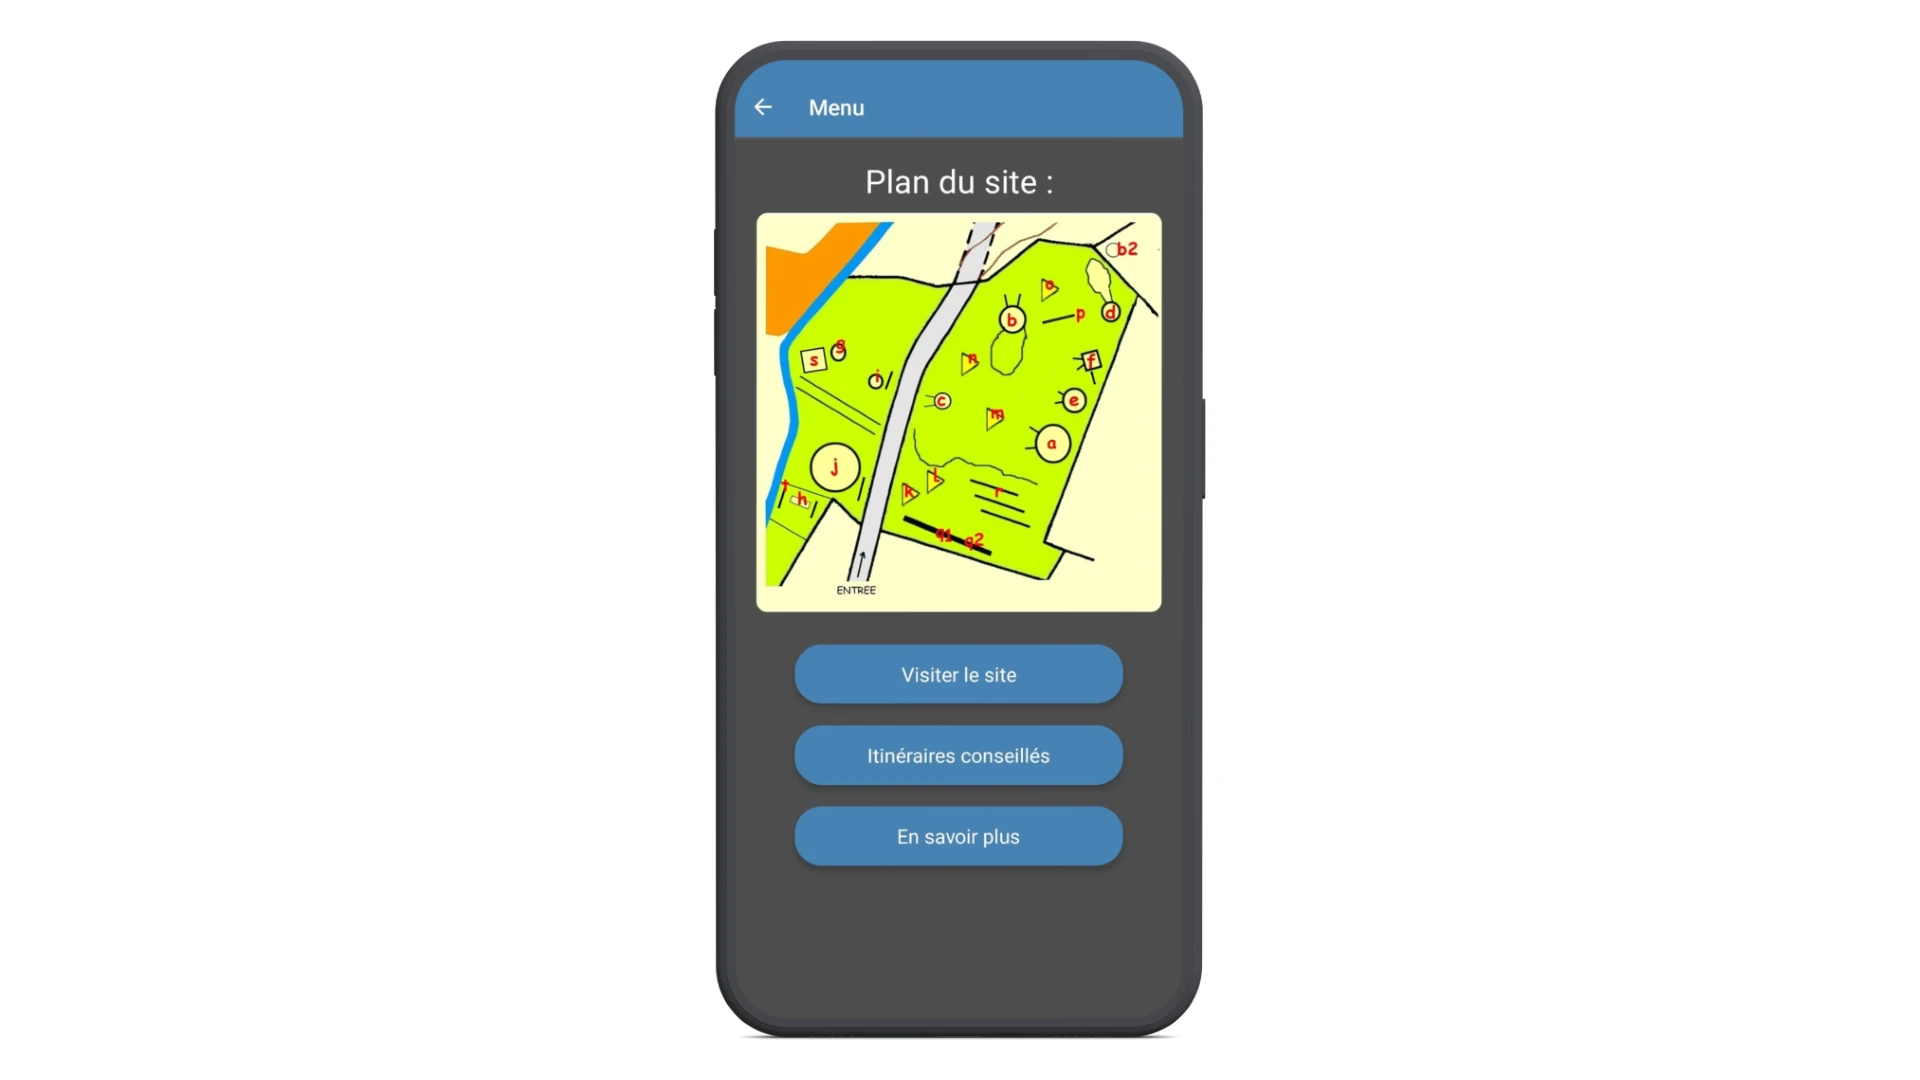 Menu
Plan du site :
b2
o
b
p
d
g
s
n
f
i
c
e
m
a
j
l
t
h
k
r
q1 q2
ENTREE
Visiter le site
Itinéraires conseillés
En savoir plus